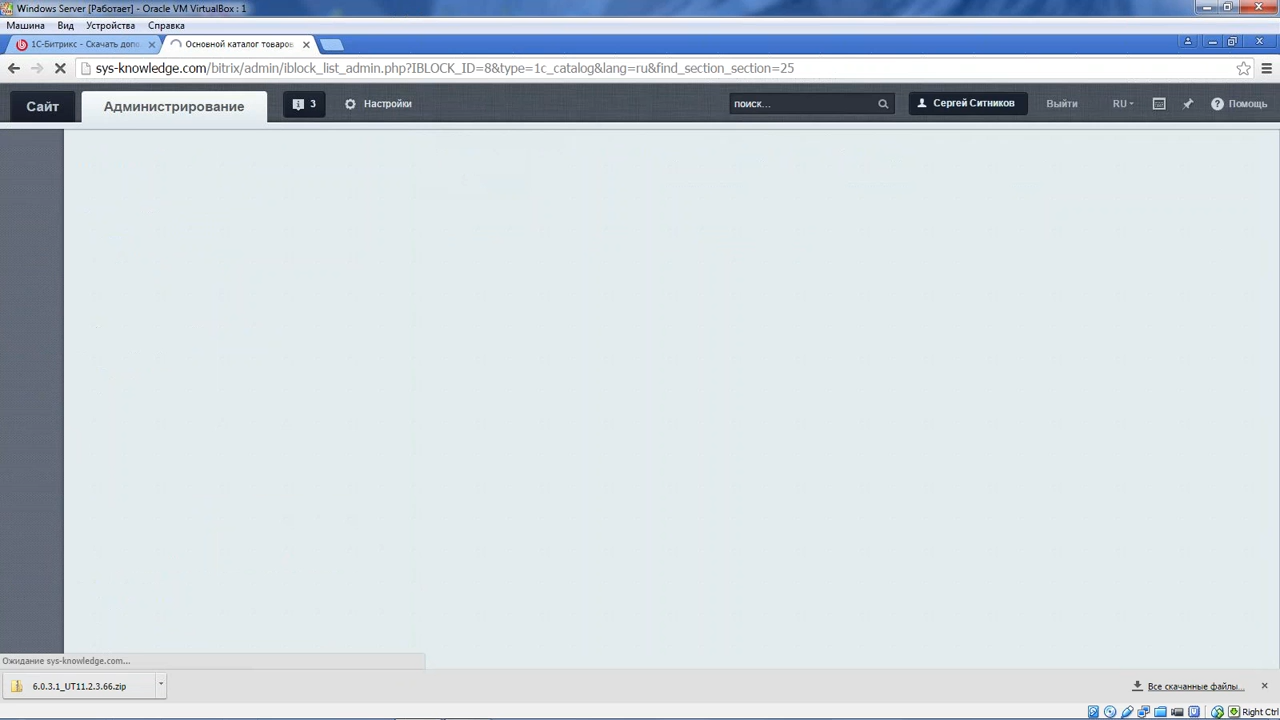 Windows Server [Работает] - Oracle VM VirtualBox : 1
Машина Вид Устройства Справка
1С-Битрикс - Скачать допо Основной каталог товаров
sys-knowledge.com/bitrix/admin/iblock_list_admin.php?IBLOCK_ID=8&type=1c_catalog&lang=ru&find_section_section=25
Сайт Администрирование 3 Настройки поиск... Сергей Ситников Выйти RU Помощь
Ожидание sys-knowledge.com...
6.0.3.1_UT11.2.3.66.zip Все скачанные файлы...
Right Ctrl